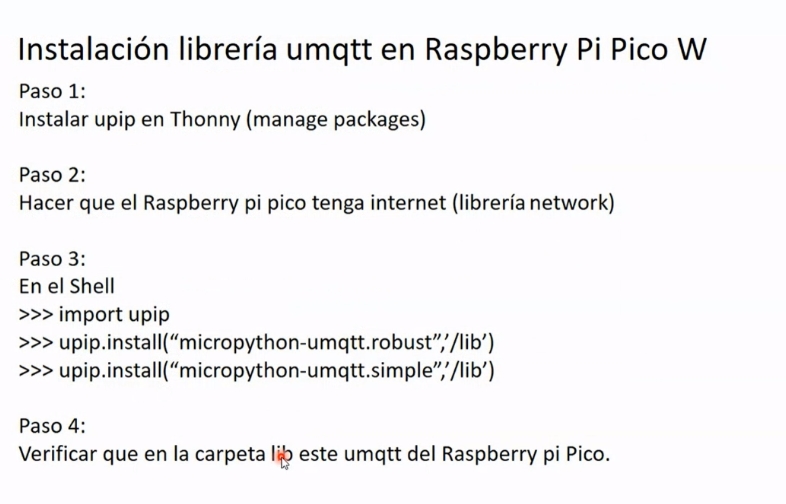 Instalación librería umqtt en Raspberry Pi Pico W
Paso 1:
Instalar upip en Thonny (manage packages)
Paso 2:
Hacer que el Raspberry pi pico tenga internet (librería network)
Paso 3:
En el Shell
>>> import upip
>>> upip.install(“micropython-umqtt.robust”,’/lib’)
>>> upip.install(“micropython-umqtt.simple”,’/lib’)
Paso 4:
Verificar que en la carpeta lib este umqtt del Raspberry pi Pico.